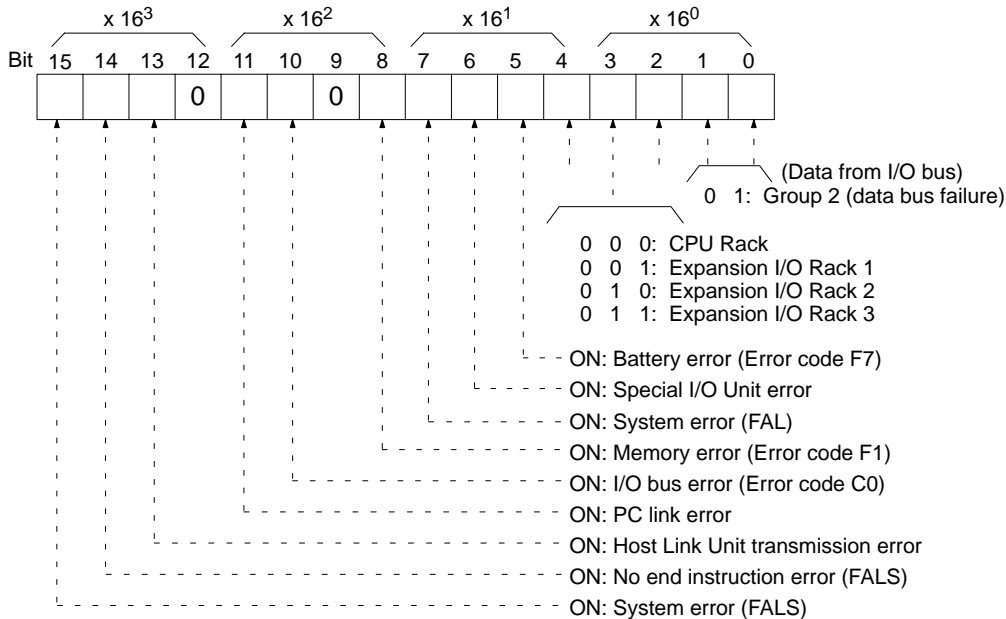 x 16³ x 16² x 16¹ x 16⁰
Bit 15 14 13 12 11 10 9 8 7 6 5 4 3 2 1 0
0 0
(Data from I/O bus)
0 1: Group 2 (data bus failure)
0 0 0: CPU Rack
0 0 1: Expansion I/O Rack 1
0 1 0: Expansion I/O Rack 2
0 1 1: Expansion I/O Rack 3
ON: Battery error (Error code F7)
ON: Special I/O Unit error
ON: System error (FAL)
ON: Memory error (Error code F1)
ON: I/O bus error (Error code C0)
ON: PC link error
ON: Host Link Unit transmission error
ON: No end instruction error (FALS)
ON: System error (FALS)